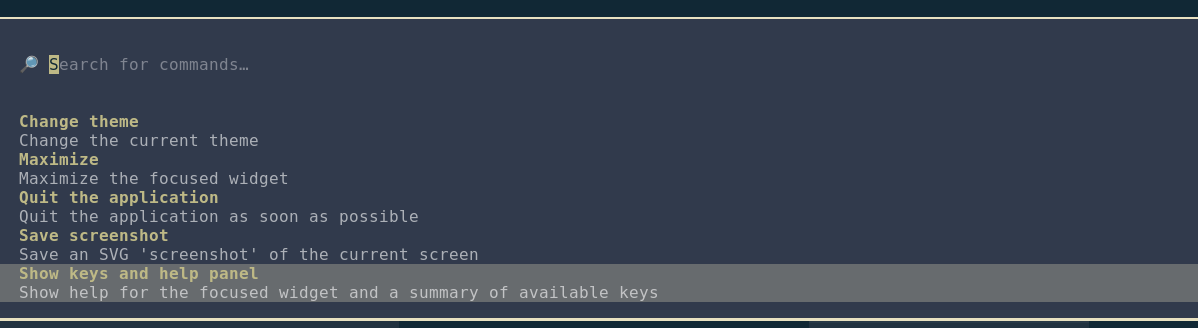 🔎 Search for commands…
Change theme
Change the current theme
Maximize
Maximize the focused widget
Quit the application
Quit the application as soon as possible
Save screenshot
Save an SVG 'screenshot' of the current screen
Show keys and help panel
Show help for the focused widget and a summary of available keys